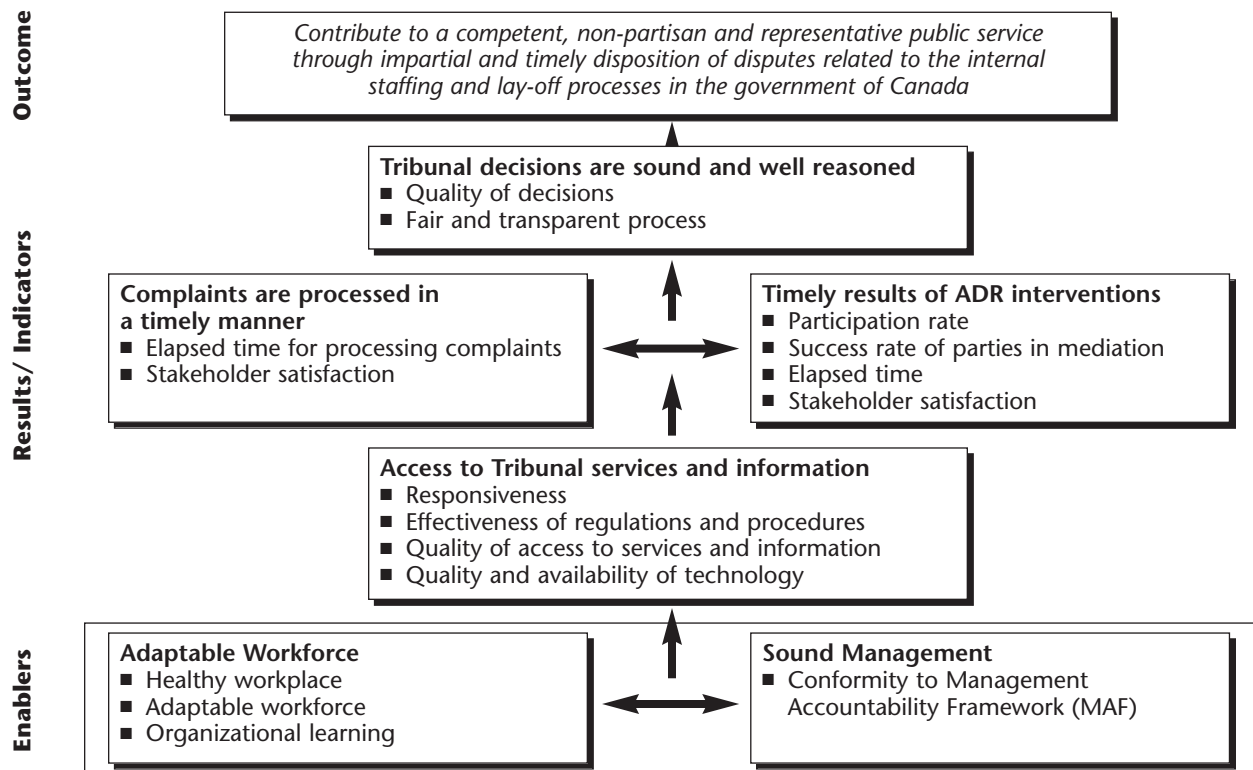 Outcome
Contribute to a competent, non-partisan and representative public service
through impartial and timely disposition of disputes related to the internal
staffing and lay-off processes in the government of Canada
Results/ Indicators
Tribunal decisions are sound and well reasoned
■ Quality of decisions
■ Fair and transparent process
Complaints are processed in
a timely manner
■ Elapsed time for processing complaints
■ Stakeholder satisfaction
Timely results of ADR interventions
■ Participation rate
■ Success rate of parties in mediation
■ Elapsed time
■ Stakeholder satisfaction
Access to Tribunal services and information
■ Responsiveness
■ Effectiveness of regulations and procedures
■ Quality of access to services and information
■ Quality and availability of technology
Enablers
Adaptable Workforce
■ Healthy workplace
■ Adaptable workforce
■ Organizational learning
Sound Management
■ Conformity to Management
Accountability Framework (MAF)